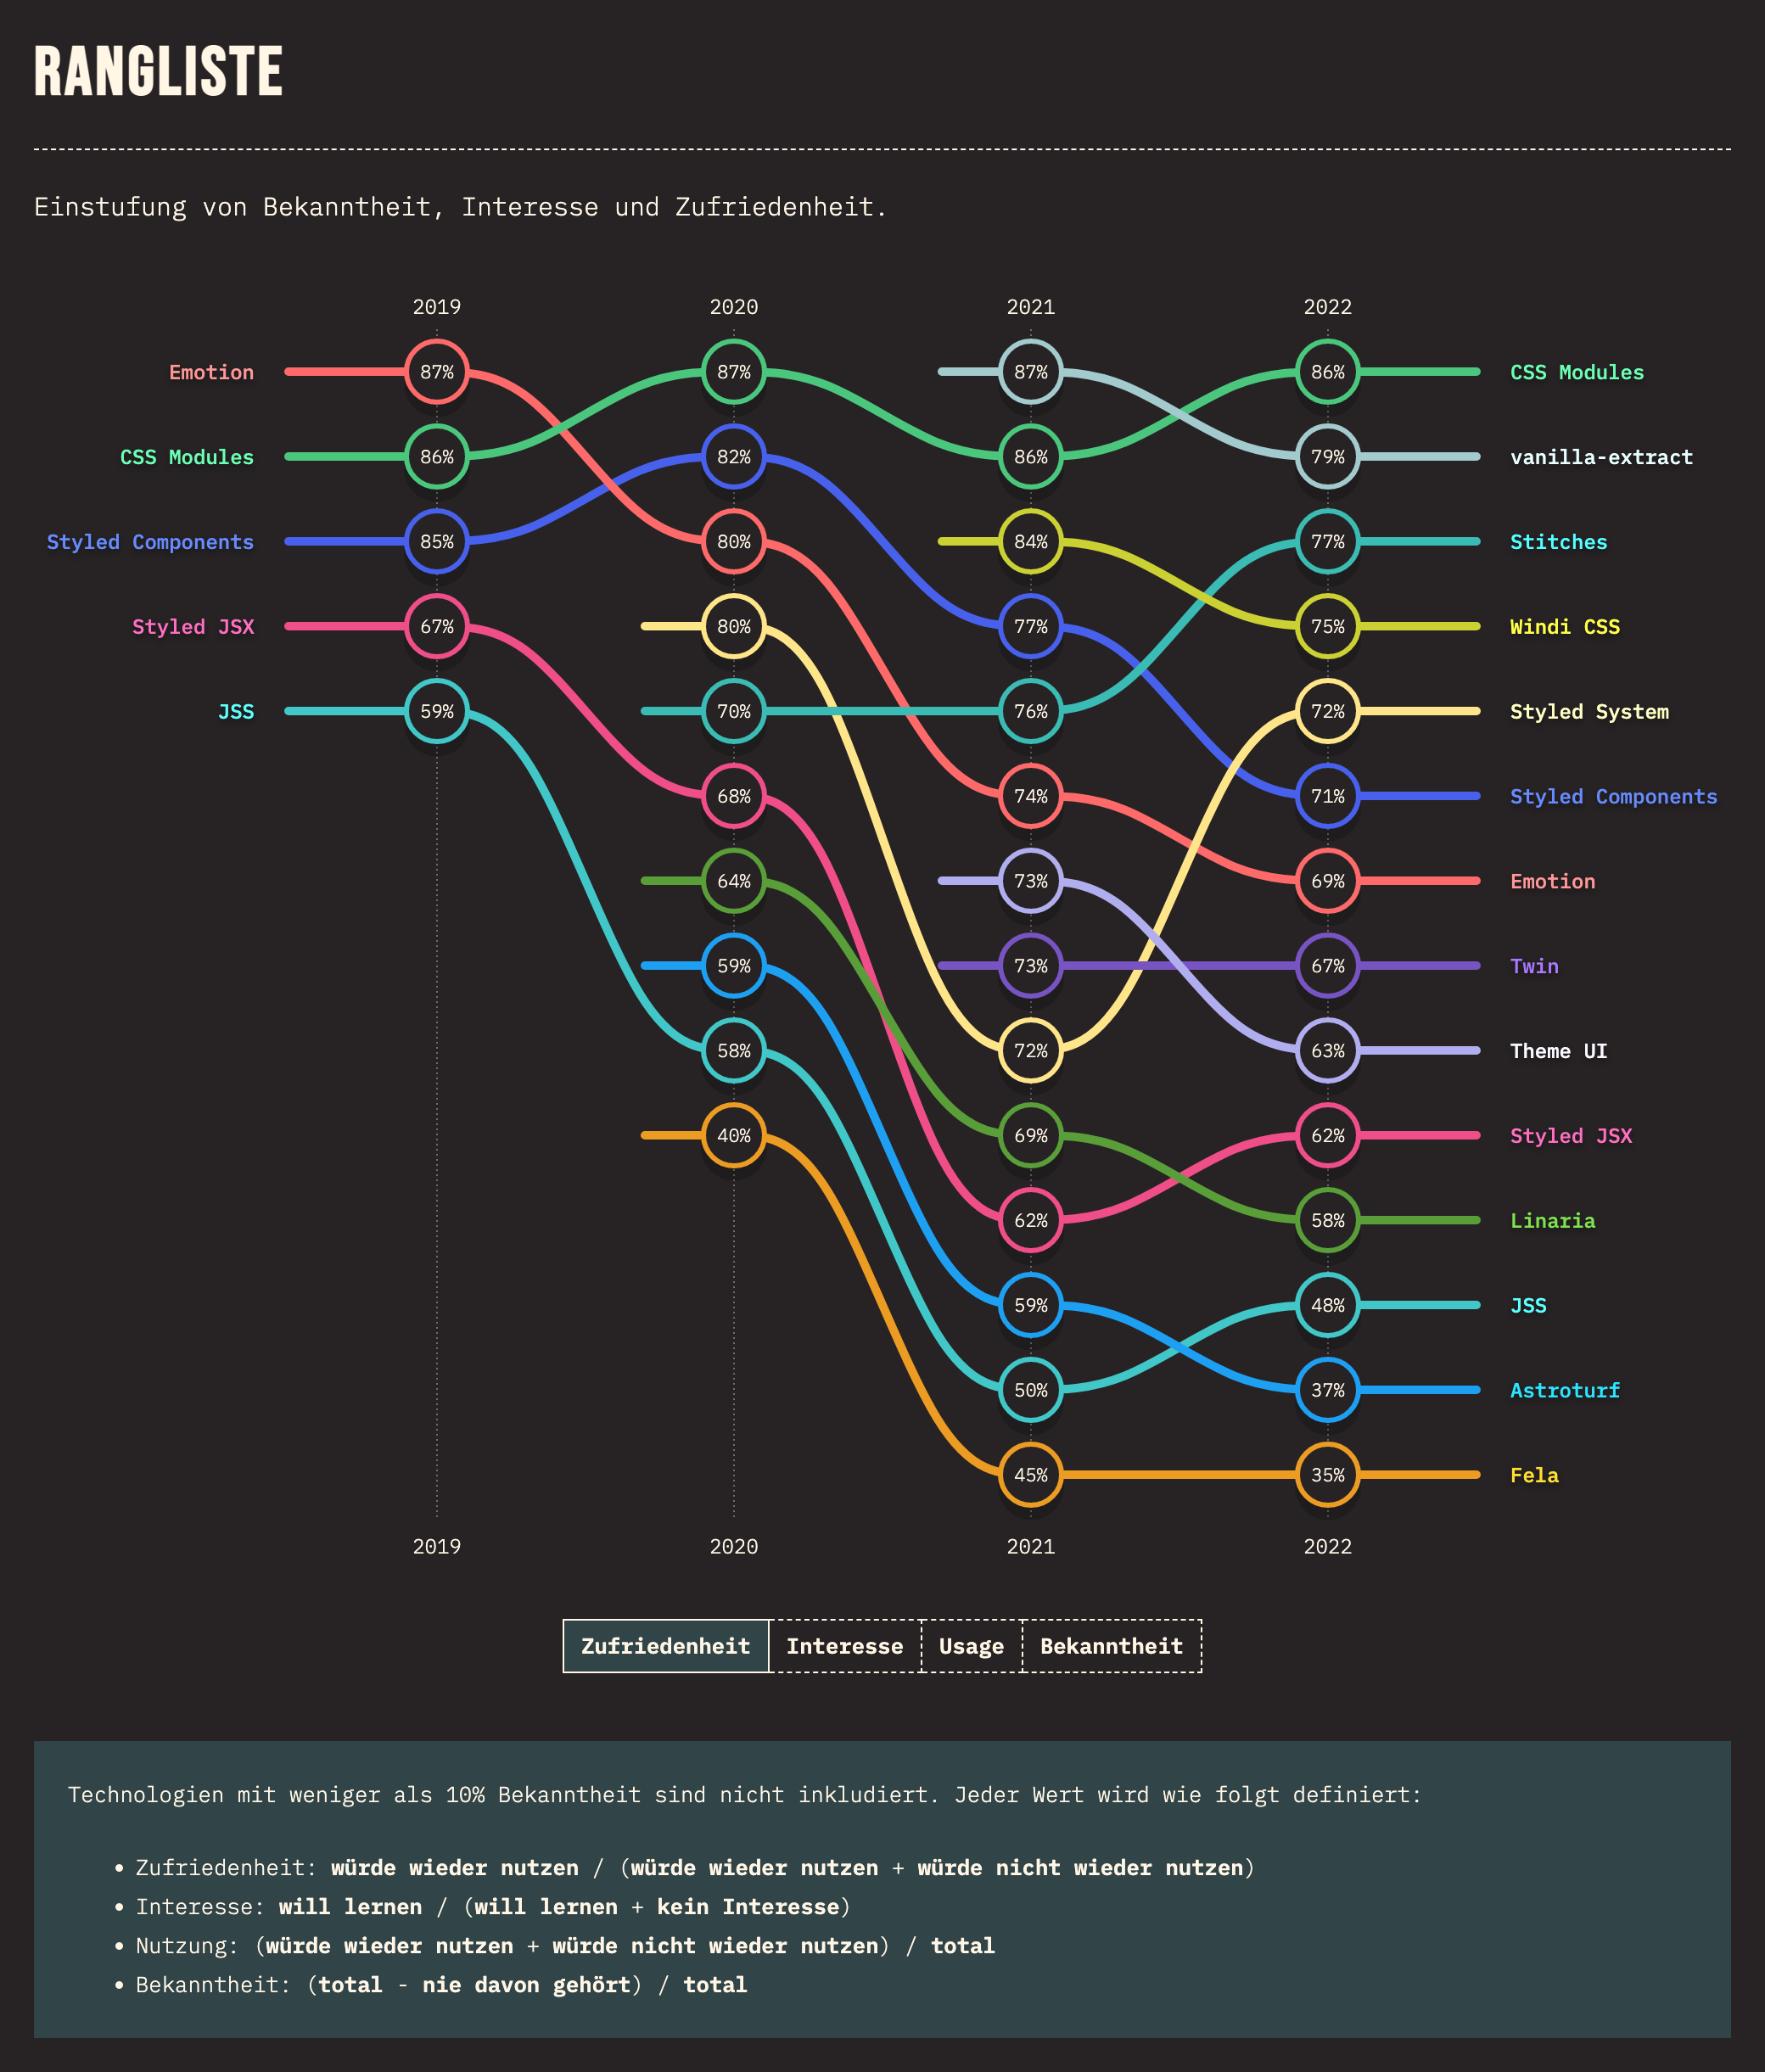 RANGLISTE
Einstufung von Bekanntheit, Interesse und Zufriedenheit.
2019 2020 2021 2022
Emotion 87% 87% 87% 86% CSS Modules
CSS Modules 86% 82% 86% 79% vanilla-extract
Styled Components 85% 80% 84% 77% Stitches
Styled JSX 67% 80% 77% 75% Windi CSS
JSS 59% 70% 76% 72% Styled System
68% 74% 71% Styled Components
64% 73% 69% Emotion
59% 73% 67% Twin
58% 72% 63% Theme UI
40% 69% 62% Styled JSX
62% 58% Linaria
59% 48% JSS
50% 37% Astroturf
45% 35% Fela
2019 2020 2021 2022
Zufriedenheit Interesse Usage Bekanntheit
Technologien mit weniger als 10% Bekanntheit sind nicht inkludiert. Jeder Wert wird wie folgt definiert:
• Zufriedenheit: würde wieder nutzen / (würde wieder nutzen + würde nicht wieder nutzen)
• Interesse: will lernen / (will lernen + kein Interesse)
• Nutzung: (würde wieder nutzen + würde nicht wieder nutzen) / total
• Bekanntheit: (total - nie davon gehört) / total